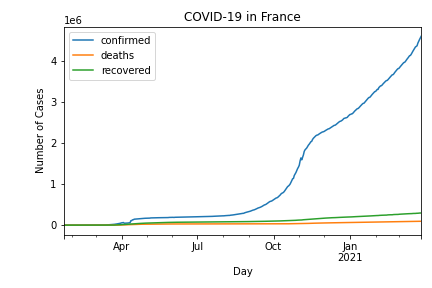 COVID-19 in France
1e6
confirmed
deaths
recovered
4
3
2
1
0
Number of Cases
Apr
Jul
Oct
Jan
2021
Day